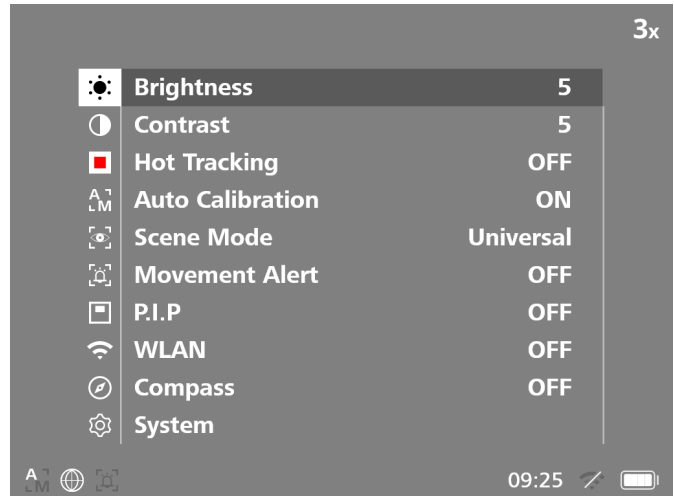 3x
Brightness 5
Contrast 5
Hot Tracking OFF
A M Auto Calibration ON
Scene Mode Universal
Movement Alert OFF
P.I.P OFF
WLAN OFF
Compass OFF
System
A M 09:25